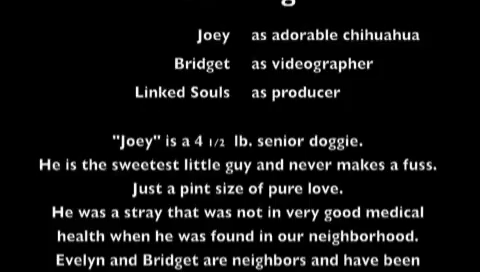 Joey as adorable chihuahua
Bridget as videographer
Linked Souls as producer
"Joey" is a 4 1/2 lb. senior doggie.
He is the sweetest little guy and never makes a fuss.
Just a pint size of pure love.
He was a stray that was not in very good medical
health when he was found in our neighborhood.
Evelyn and Bridget are neighbors and have been